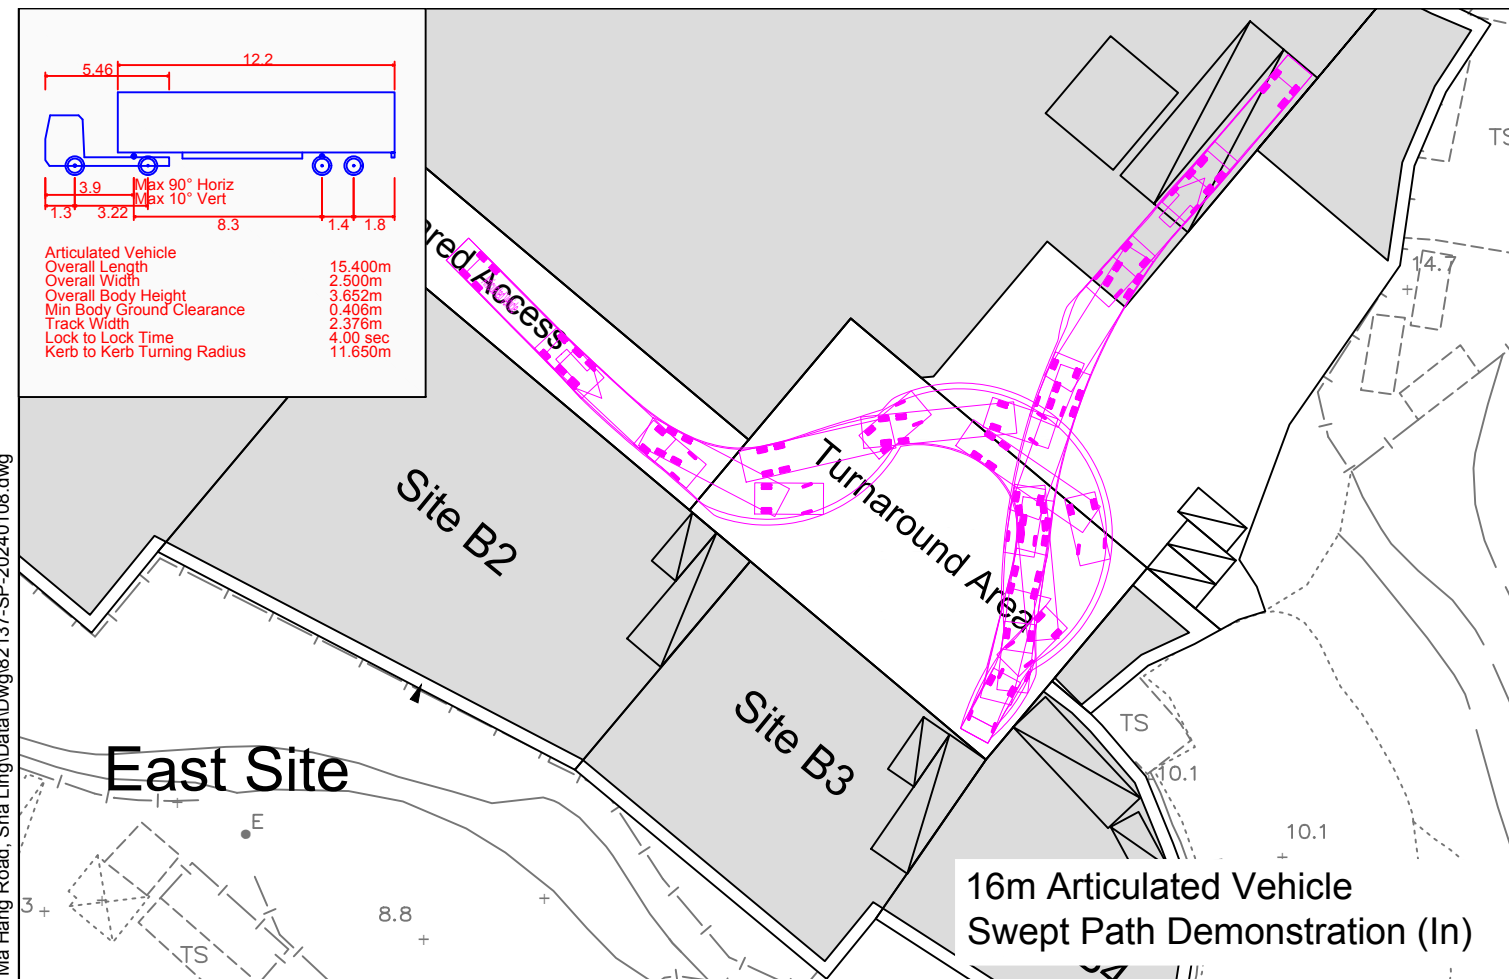 12.2
5.46
3.9
Max 90° Horiz
Max 10° Vert
1.3
3.22
8.3
1.4
1.8
Articulated Vehicle
Overall Length 15.400m
Overall Width 2.500m
Overall Body Height 3.652m
Min Body Ground Clearance 0.406m
Track Width 2.376m
Lock to Lock Time 4.00 sec
Kerb to Kerb Turning Radius 11.650m
Access
TS
14.7
Turnaround Area
Site B2
Site B3
East Site
TS
10.1
10.1
E
8.8
3
TS
16m Articulated Vehicle
Swept Path Demonstration (In)